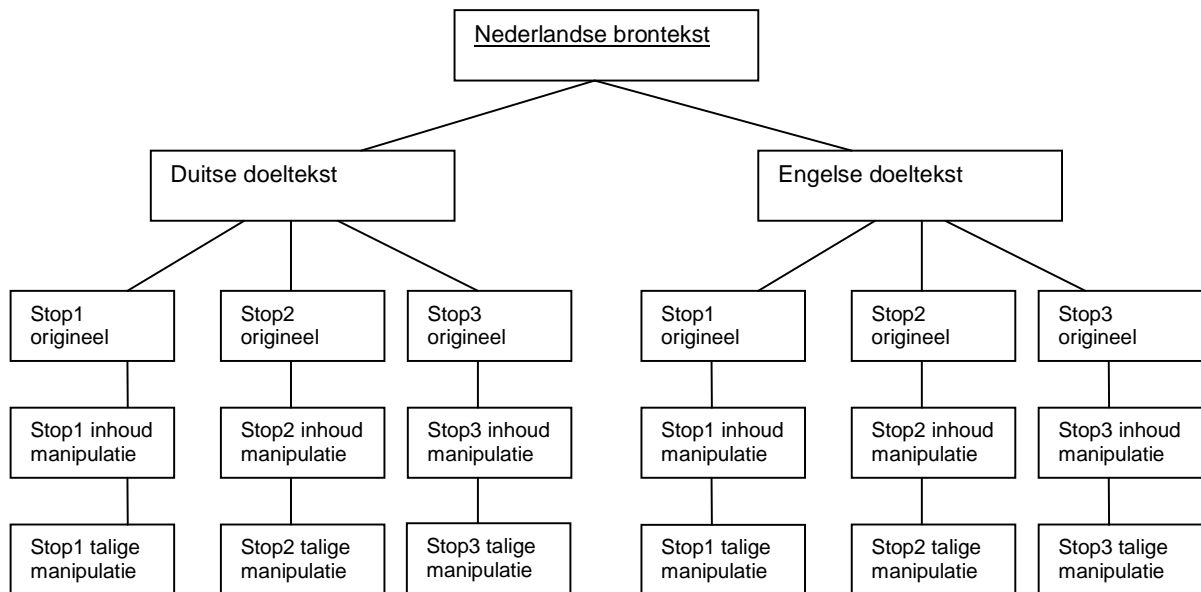 Nederlandse brontekst
Duitse doeltekst
Engelse doeltekst
Stop1
origineel
Stop2
origineel
Stop3
origineel
Stop1
origineel
Stop2
origineel
Stop3
origineel
Stop1 inhoud
manipulatie
Stop2 inhoud
manipulatie
Stop3 inhoud
manipulatie
Stop1 inhoud
manipulatie
Stop2 inhoud
manipulatie
Stop3 inhoud
manipulatie
Stop1 talige
manipulatie
Stop2 talige
manipulatie
Stop3 talige
manipulatie
Stop1 talige
manipulatie
Stop2 talige
manipulatie
Stop3 talige
manipulatie